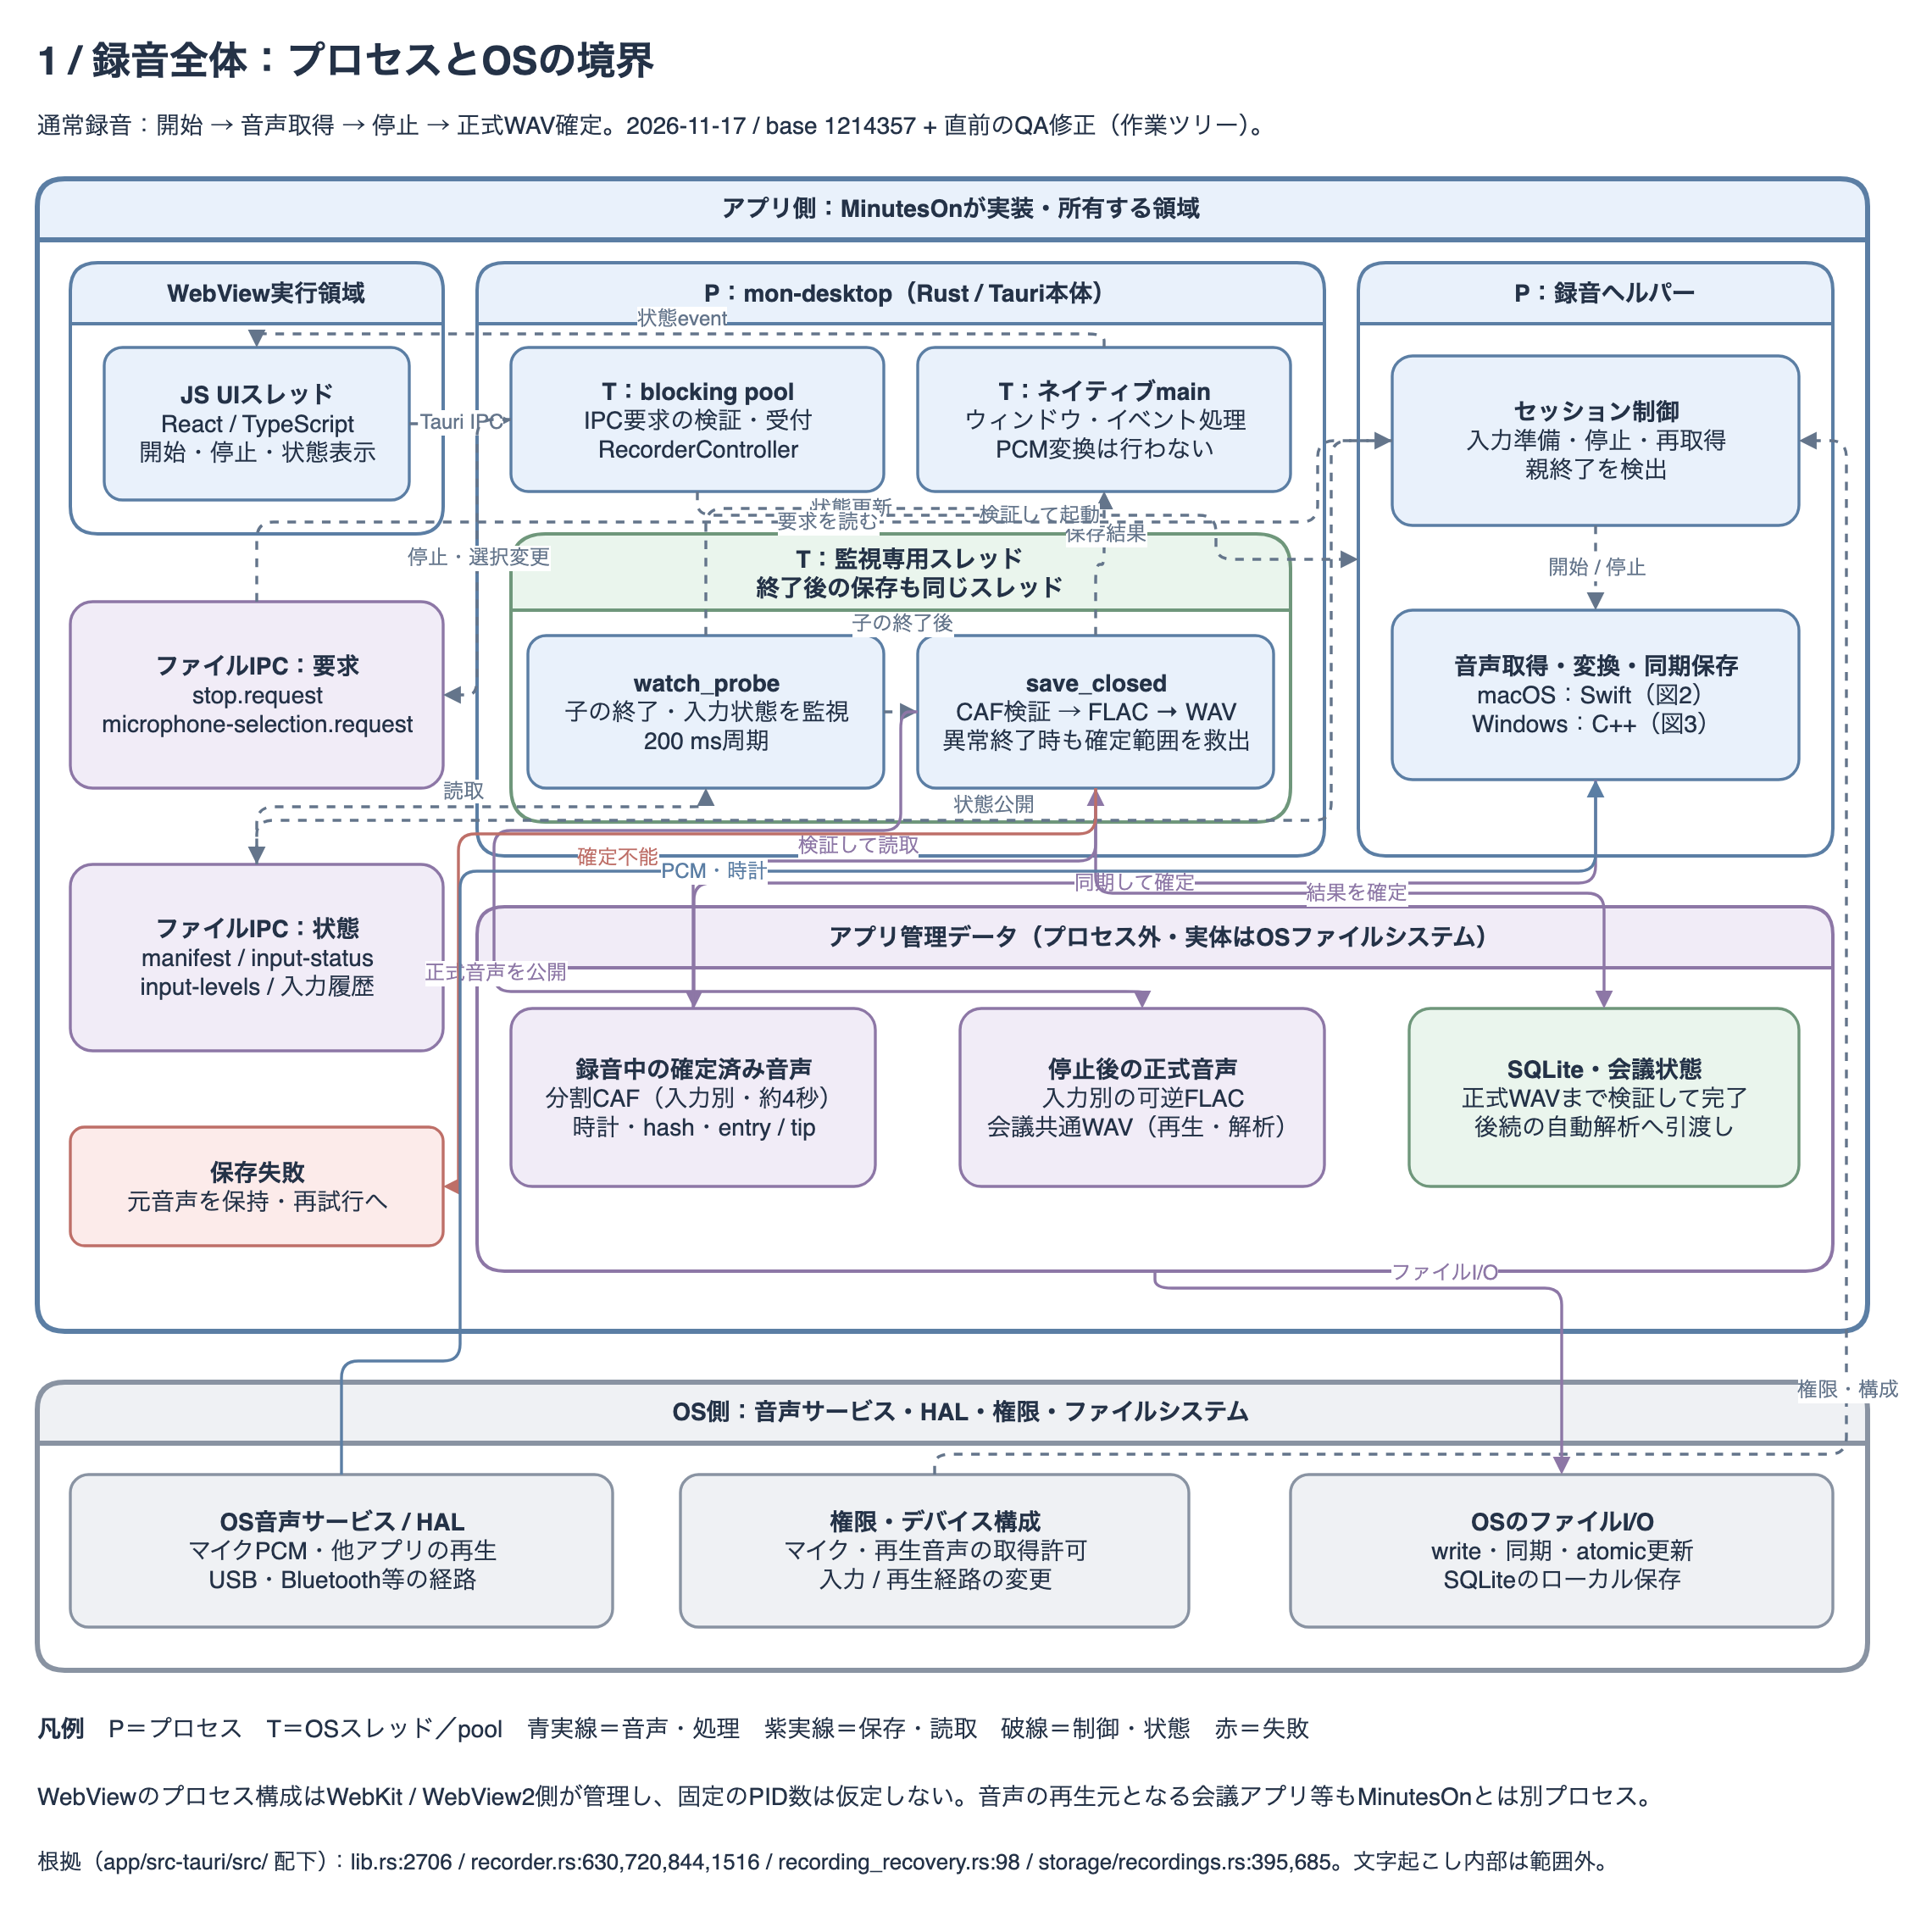 1 / 録音全体：プロセスとOSの境界
通常録音：開始 → 音声取得 → 停止 → 正式WAV確定。2026-11-17 / base 1214357 + 直前のQA修正（作業ツリー）。
アプリ側：MinutesOnが実装・所有する領域
WebView実行領域
P：mon-desktop（Rust / Tauri本体）
P：録音ヘルパー
状態event
JS UIスレッド
React / TypeScript
開始・停止・状態表示
Tauri IPC
T：blocking pool
IPC要求の検証・受付
RecorderController
T：ネイティブmain
ウィンドウ・イベント処理
PCM変換は行わない
セッション制御
入力準備・停止・再取得
親終了を検出
状態更新
要求を読む
検証して起動
保存結果
停止・選択変更
開始 / 停止
T：監視専用スレッド
終了後の保存も同じスレッド
子の終了後
ファイルIPC：要求
stop.request
microphone-selection.request
watch_probe
子の終了・入力状態を監視
200 ms周期
save_closed
CAF検証 → FLAC → WAV
異常終了時も確定範囲を救出
音声取得・変換・同期保存
macOS：Swift（図2）
Windows：C++（図3）
読取
状態公開
検証して読取
確定不能
PCM・時計
同期して確定
結果を確定
ファイルIPC：状態
manifest / input-status
input-levels / 入力履歴
アプリ管理データ（プロセス外・実体はOSファイルシステム）
正式音声を公開
録音中の確定済み音声
分割CAF（入力別・約4秒）
時計・hash・entry / tip
停止後の正式音声
入力別の可逆FLAC
会議共通WAV（再生・解析）
SQLite・会議状態
正式WAVまで検証して完了
後続の自動解析へ引渡し
保存失敗
元音声を保持・再試行へ
ファイルI/O
権限・構成
OS側：音声サービス・HAL・権限・ファイルシステム
OS音声サービス / HAL
マイクPCM・他アプリの再生
USB・Bluetooth等の経路
権限・デバイス構成
マイク・再生音声の取得許可
入力 / 再生経路の変更
OSのファイルI/O
write・同期・atomic更新
SQLiteのローカル保存
凡例　P＝プロセス　T＝OSスレッド／pool　青実線＝音声・処理　紫実線＝保存・読取　破線＝制御・状態　赤＝失敗
WebViewのプロセス構成はWebKit / WebView2側が管理し、固定のPID数は仮定しない。音声の再生元となる会議アプリ等もMinutesOnとは別プロセス。
根拠（app/src-tauri/src/ 配下）：lib.rs:2706 / recorder.rs:630,720,844,1516 / recording_recovery.rs:98 / storage/recordings.rs:395,685。文字起こし内部は範囲外。